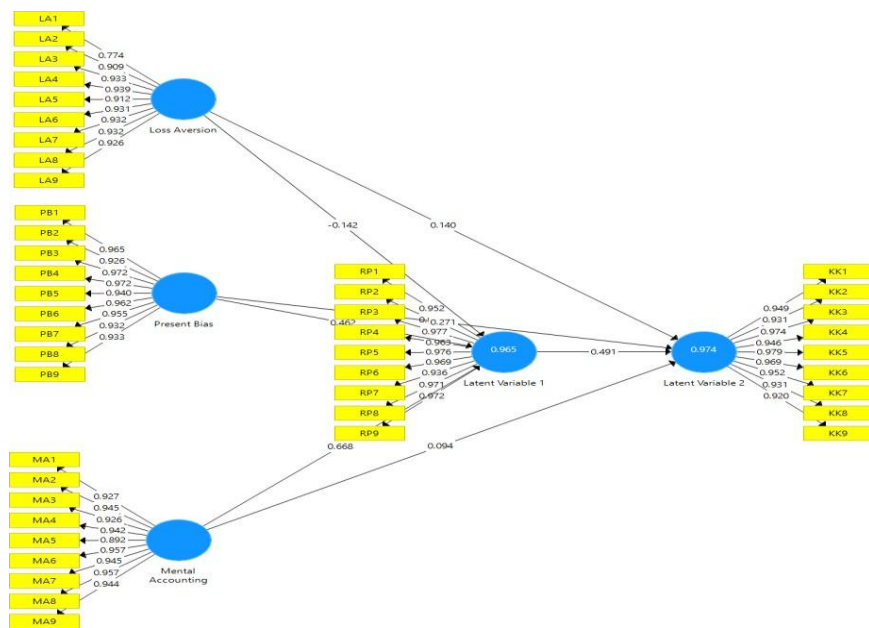 LA1
LA2
LA3
LA4
LA5
LA6
LA7
LA8
LA9
0.774
0.909
0.933
0.939
0.912
0.931
0.932
0.932
0.926
Loss Aversion
PB1
PB2
PB3
PB4
PB5
PB6
PB7
PB8
PB9
0.965
0.926
0.972
0.972
0.940
0.962
0.955
0.932
0.933
Present Bias
MA1
MA2
MA3
MA4
MA5
MA6
MA7
MA8
MA9
0.927
0.945
0.926
0.942
0.892
0.957
0.945
0.957
0.944
Mental
Accounting
-0.142
0.140
0.462
0.271
0.668
0.094
RP1
RP2
RP3
RP4
RP5
RP6
RP7
RP8
RP9
0.952
0.977
0.963
0.976
0.969
0.936
0.971
0.972
0.965
Latent Variable 1
0.491
0.974
Latent Variable 2
0.949
0.931
0.974
0.946
0.979
0.969
0.952
0.931
0.920
KK1
KK2
KK3
KK4
KK5
KK6
KK7
KK8
KK9